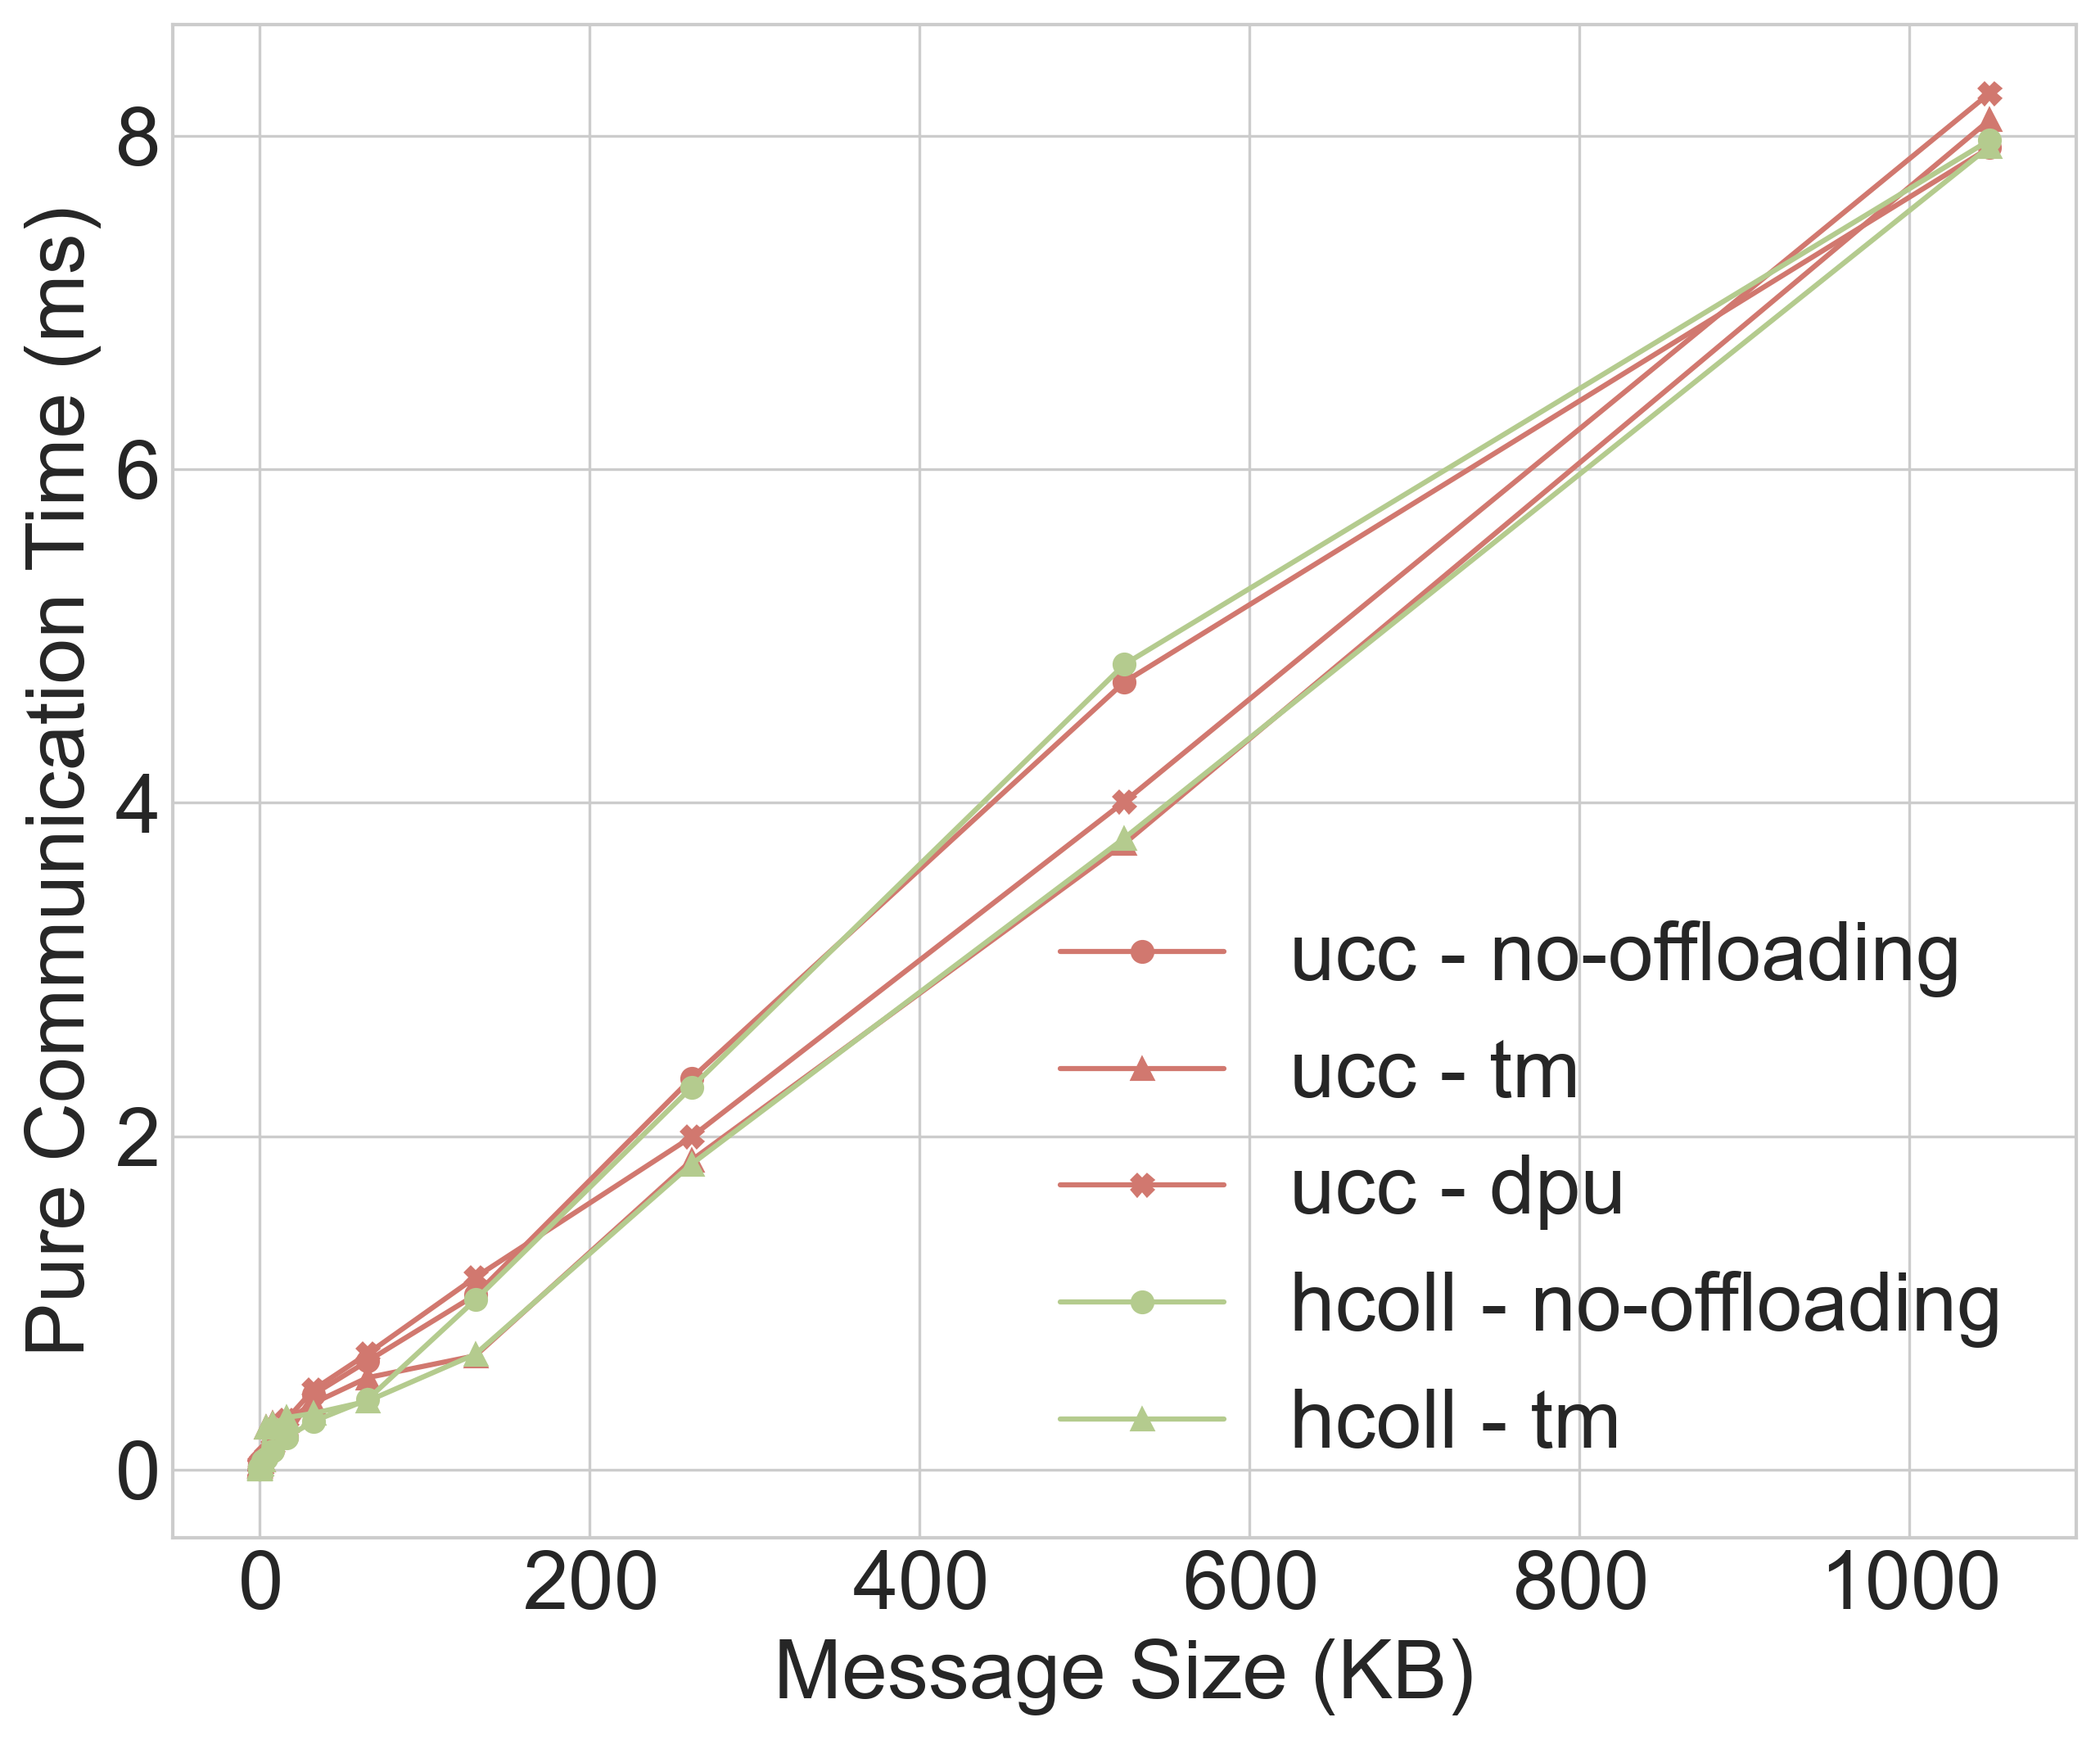 Pure Communication Time (ms)
8
6
4
2
0
ucc - no-offloading
ucc - tm
ucc - dpu
hcoll - no-offloading
hcoll - tm
0 200 400 600 800 1000
Message Size (KB)